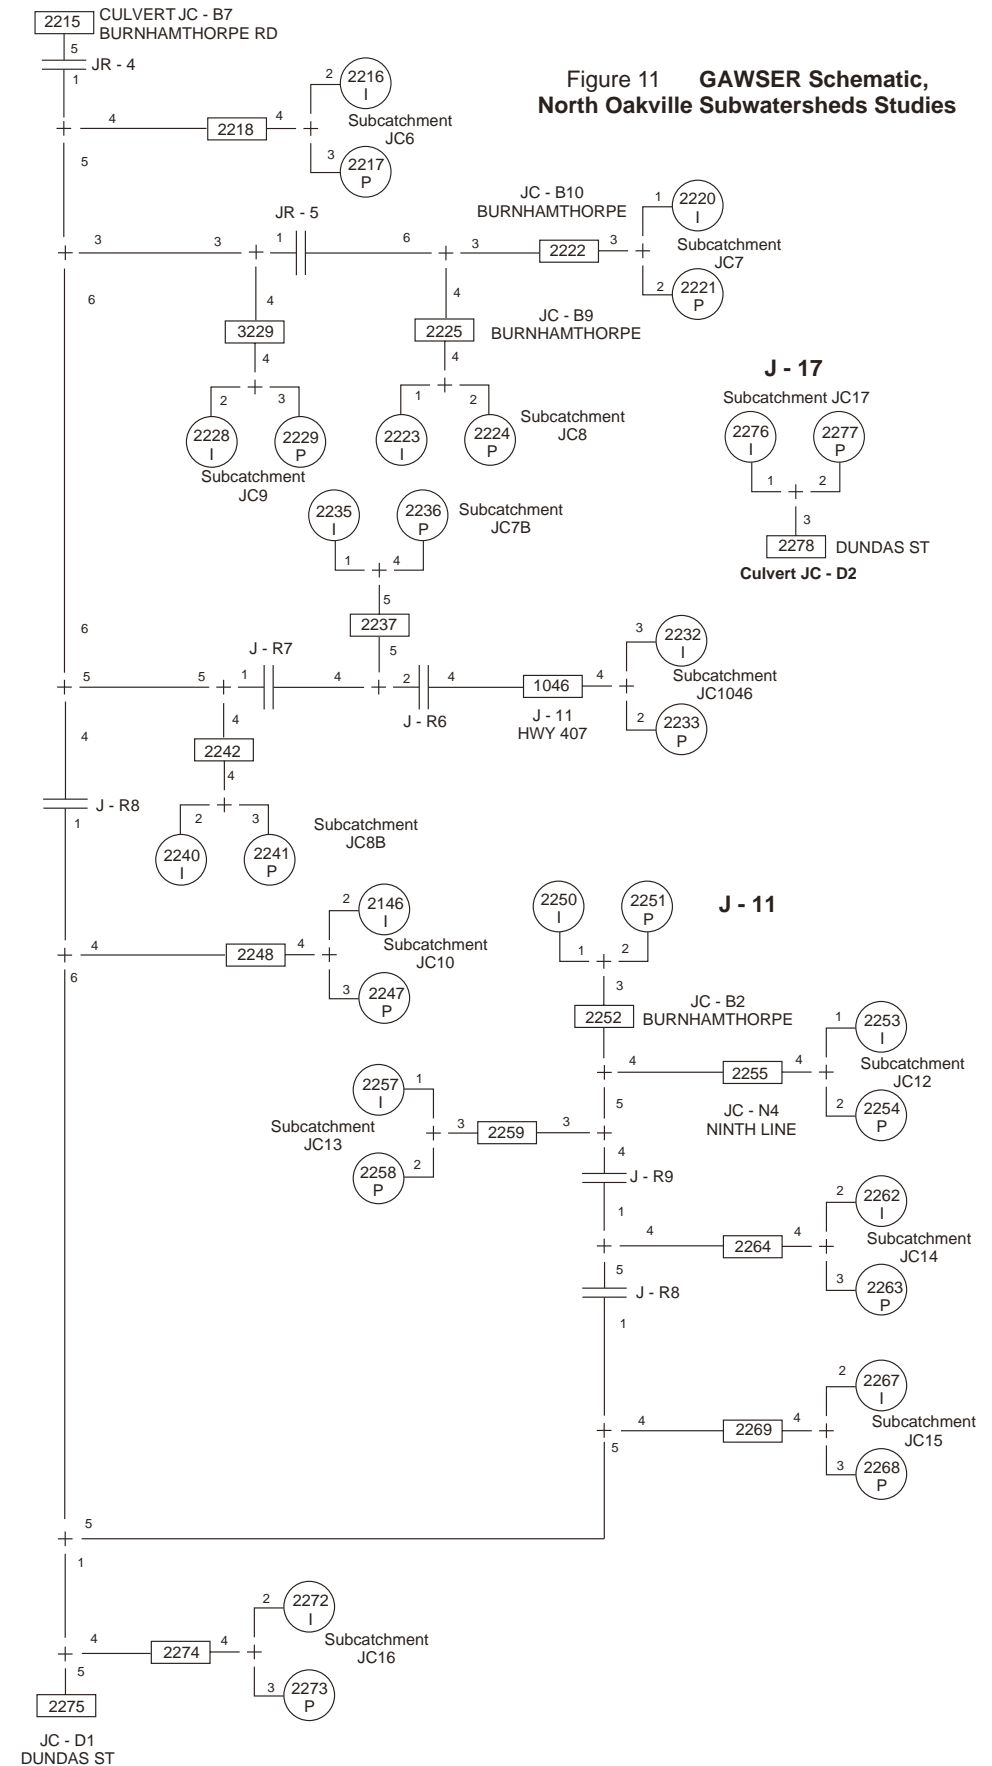 2215
CULVERT JC - B7
BURNHAMTHORPE RD
5
JR - 4
1
Figure 11 GAWSER Schematic,
North Oakville Subwatersheds Studies
2
2216
I
4
2218
4
Subcatchment
JC6
3
2217
P
5
JR - 5
JC - B10
BURNHAMTHORPE
1
2220
I
3
3
1
6
3
2222
3
Subcatchment
JC7
2
2221
P
6
4
4
3229
2225
JC - B9
BURNHAMTHORPE
4
4
2
3
1
2
2228
I
2229
P
2223
I
2224
P
Subcatchment
JC8
Subcatchment
JC9
J - 17
Subcatchment JC17
2276
I
2277
P
1
2
3
2278
DUNDAS ST
Culvert JC - D2
2235
I
2236
P
Subcatchment
JC7B
1
4
5
2237
5
6
J - R7
3
2232
I
5
5
1
4
2
4
1046
4
Subcatchment
JC1046
J - R6
J - 11
HWY 407
2
2233
P
4
4
2242
4
J - R8
1
2
3
2240
I
2241
P
Subcatchment
JC8B
2
2146
I
4
2248
4
Subcatchment
JC10
3
2247
P
6
2250
I
2251
P
J - 11
1
2
3
2252
JC - B2
BURNHAMTHORPE
1
2253
I
4
2255
4
Subcatchment
JC12
JC - N4
NINTH LINE
2
2254
P
5
2257
I
1
Subcatchment
JC13
3
2259
3
2258
P
2
4
J - R9
1
2
2262
I
4
2264
4
Subcatchment
JC14
3
2263
P
5
J - R8
1
2
2267
I
4
2269
4
Subcatchment
JC15
3
2268
P
5
5
1
2
2272
I
4
2274
4
Subcatchment
JC16
3
2273
P
5
2275
JC - D1
DUNDAS ST